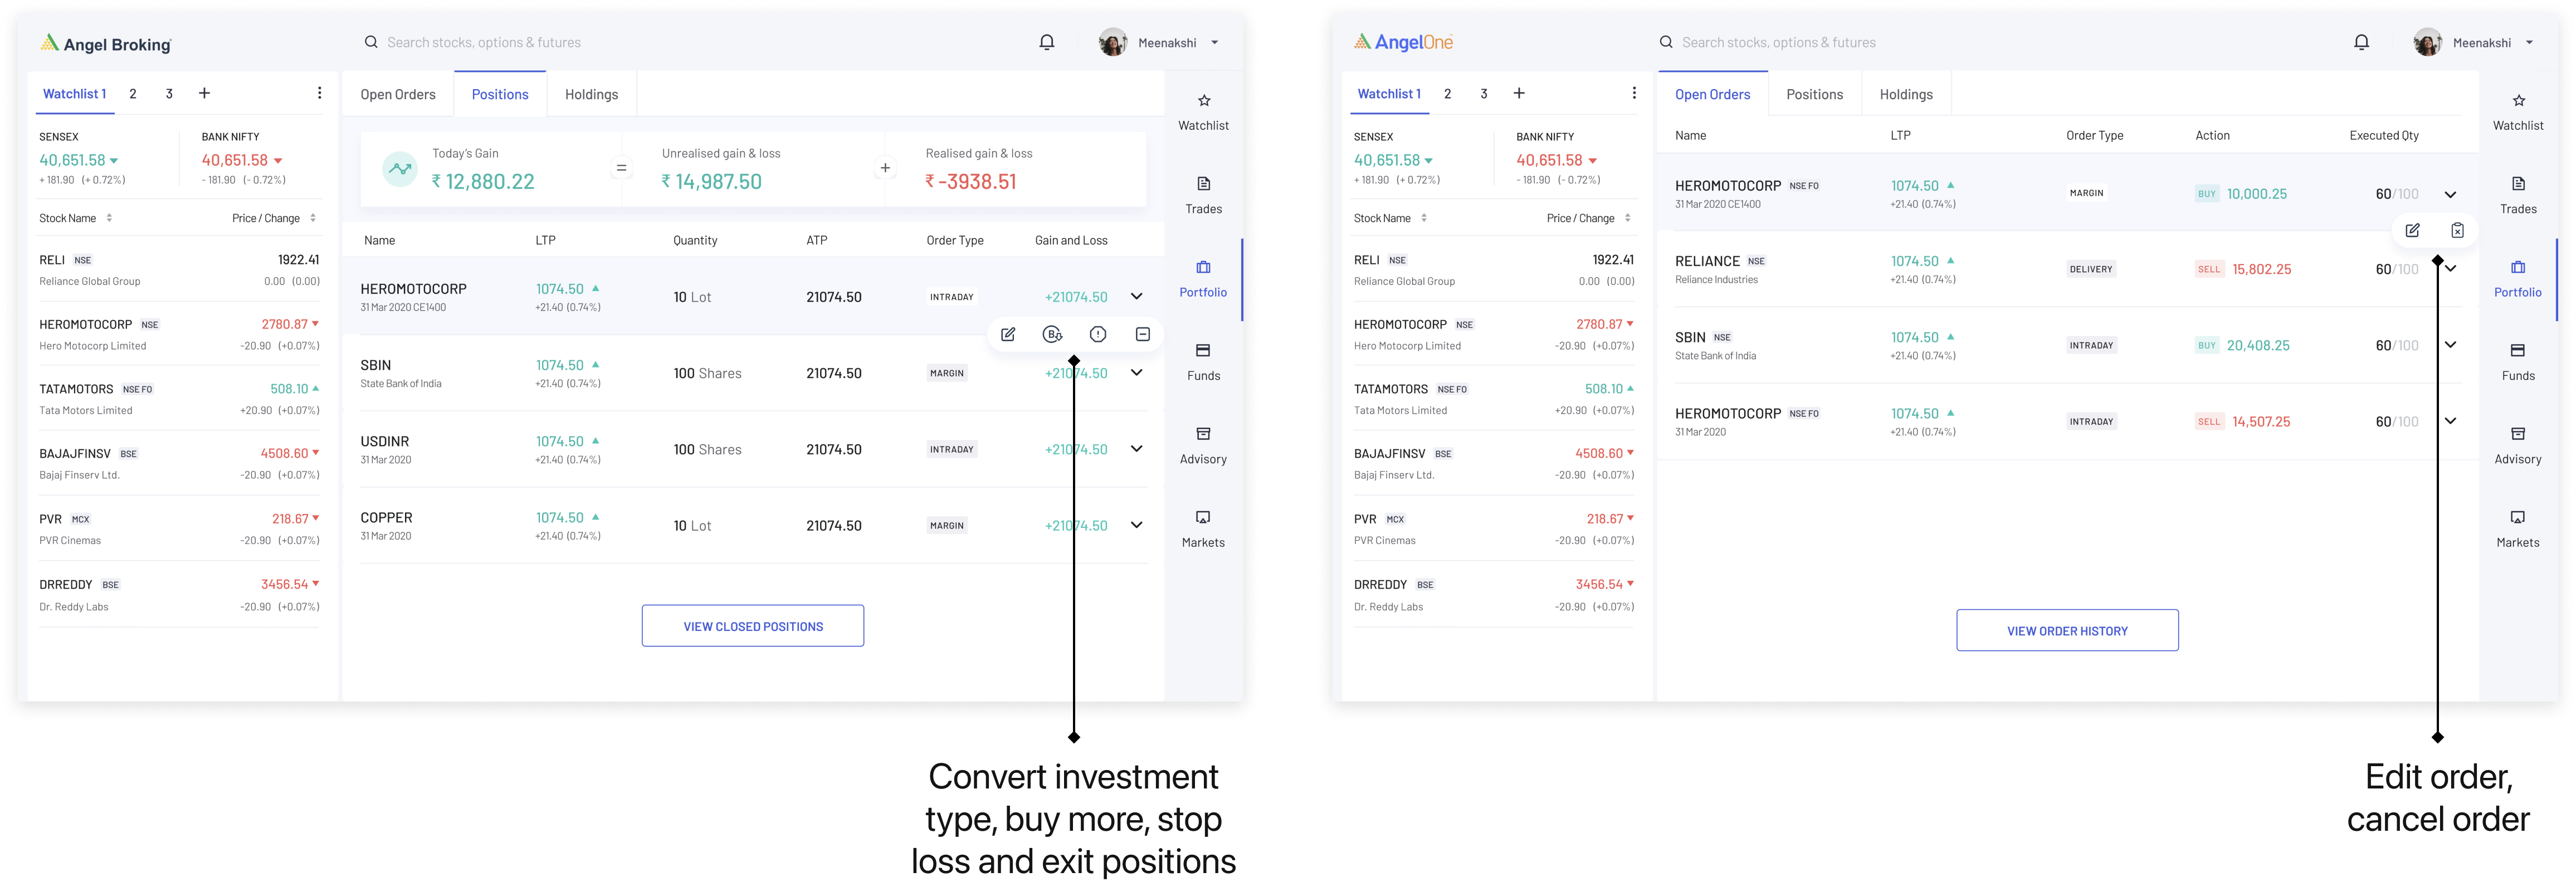 Angel Broking
Search stocks, options & futures
Meenakshi
Watchlist 1 2 3 +
SENSEX
40,651.58
+ 181.90 (+ 0.72%)
BANK NIFTY
40,651.58
- 181.90 (- 0.72%)
Stock Name Price / Change
RELI NSE 1922.41
Reliance Global Group 0.00 (0.00)
HEROMOTOCORP NSE 2780.87
Hero Motocorp Limited -20.90 (+0.07%)
TATAMOTORS NSE FO 508.10
Tata Motors Limited +20.90 (+0.07%)
BAJAJFINSV BSE 4508.60
Bajaj Finserv Ltd. -20.90 (+0.07%)
PVR MCX 218.67
PVR Cinemas -20.90 (+0.07%)
DRREDDY BSE 3456.54
Dr. Reddy Labs -20.90 (+0.07%)
Open Orders Positions Holdings
Today's Gain
₹ 12,880.22
=
Unrealised gain & loss
₹ 14,987.50
+
Realised gain & loss
₹ -3938.51
Name LTP Quantity ATP Order Type Gain and Loss
HEROMOTOCORP 1074.50 10 Lot 21074.50 INTRADAY +21074.50
31 Mar 2020 CE1400 +21.40 (0.74%)
B
SBIN 1074.50 100 Shares 21074.50 MARGIN +21074.50
State Bank of India +21.40 (0.74%)
USDINR 1074.50 100 Shares 21074.50 INTRADAY +21074.50
31 Mar 2020 +21.40 (0.74%)
COPPER 1074.50 10 Lot 21074.50 MARGIN +21074.50
31 Mar 2020 +21.40 (0.74%)
VIEW CLOSED POSITIONS
Watchlist
Trades
Portfolio
Funds
Advisory
Markets
Convert investment
type, buy more, stop
loss and exit positions
AngelOne
Search stocks, options & futures
Meenakshi
Watchlist 1 2 3 +
SENSEX
40,651.58
+ 181.90 (+ 0.72%)
BANK NIFTY
40,651.58
- 181.90 (- 0.72%)
Stock Name Price / Change
RELI NSE 1922.41
Reliance Global Group 0.00 (0.00)
HEROMOTOCORP NSE 2780.87
Hero Motocorp Limited -20.90 (+0.07%)
TATAMOTORS NSE FO 508.10
Tata Motors Limited +20.90 (+0.07%)
BAJAJFINSV BSE 4508.60
Bajaj Finserv Ltd. -20.90 (+0.07%)
PVR MCX 218.67
PVR Cinemas -20.90 (+0.07%)
DRREDDY BSE 3456.54
Dr. Reddy Labs -20.90 (+0.07%)
Open Orders Positions Holdings
Name LTP Order Type Action Executed Qty
HEROMOTOCORP NSE FO 1074.50 MARGIN BUY 10,000.25 60/100
31 Mar 2020 CE1400 +21.40 (0.74%)
RELIANCE NSE 1074.50 DELIVERY SELL 15,802.25 60/100
Reliance Industries +21.40 (0.74%)
SBIN NSE 1074.50 INTRADAY BUY 20,408.25 60/100
State Bank of India +21.40 (0.74%)
HEROMOTOCORP NSE FO 1074.50 INTRADAY SELL 14,507.25 60/100
31 Mar 2020 +21.40 (0.74%)
VIEW ORDER HISTORY
Watchlist
Trades
Portfolio
Funds
Advisory
Markets
Edit order,
cancel order